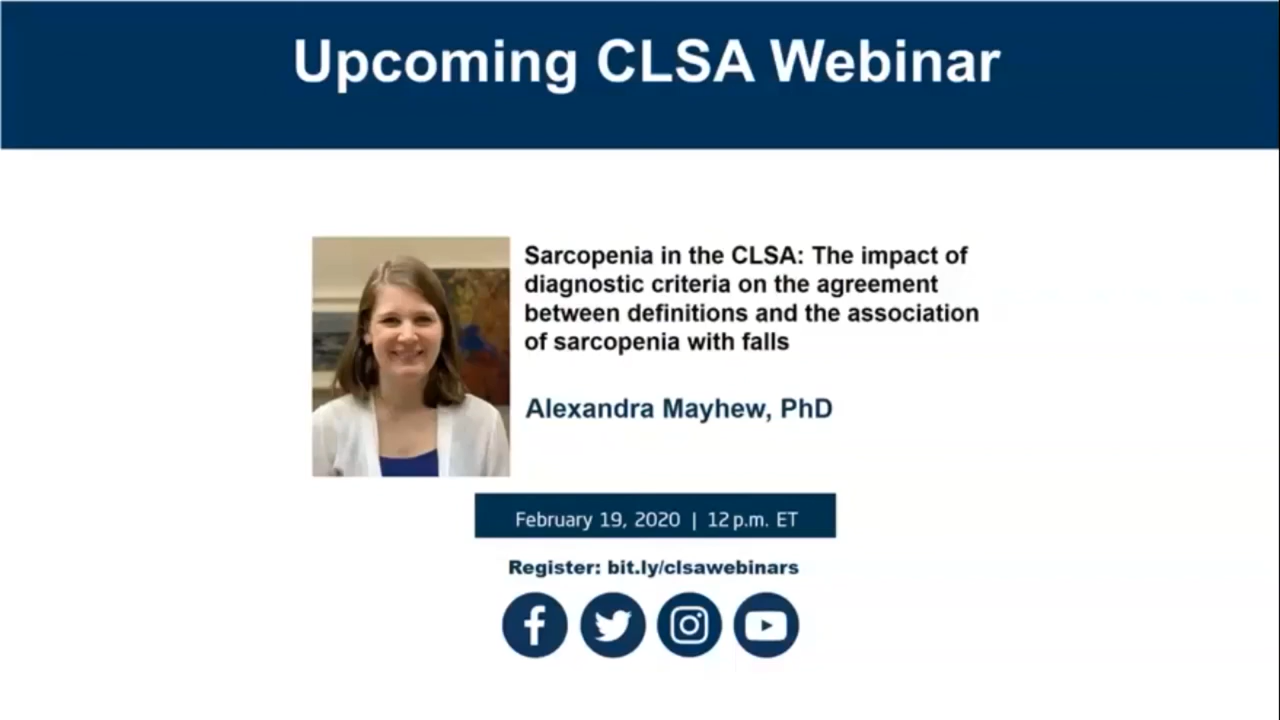 Upcoming CLSA Webinar
Sarcopenia in the CLSA: The impact of
diagnostic criteria on the agreement
between definitions and the association
of sarcopenia with falls
Alexandra Mayhew, PhD
February 19, 2020 | 12 p.m. ET
Register: bit.ly/clsawebinars